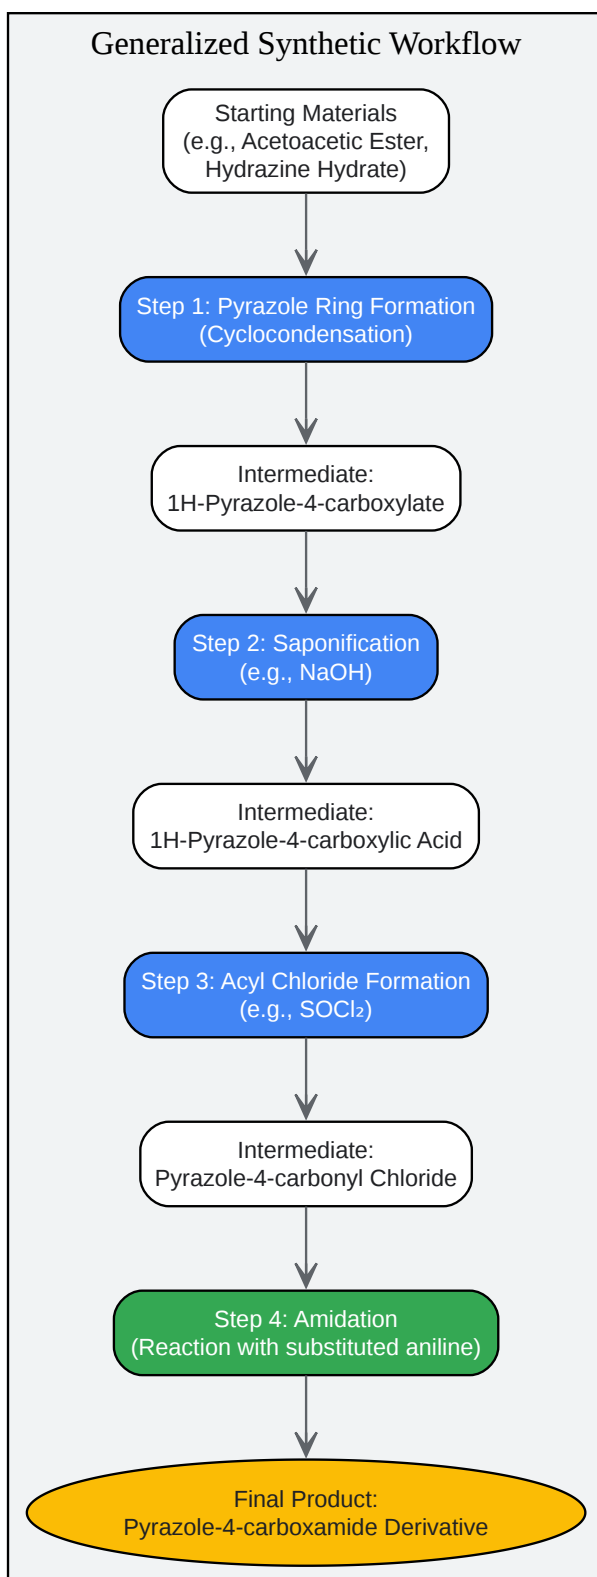 Generalized Synthetic Workflow
Starting Materials
(e.g., Acetoacetic Ester,
Hydrazine Hydrate)
Step 1: Pyrazole Ring Formation
(Cyclocondensation)
Intermediate:
1H-Pyrazole-4-carboxylate
Step 2: Saponification
(e.g., NaOH)
Intermediate:
1H-Pyrazole-4-carboxylic Acid
Step 3: Acyl Chloride Formation
(e.g., SOCl₂)
Intermediate:
Pyrazole-4-carbonyl Chloride
Step 4: Amidation
(Reaction with substituted aniline)
Final Product:
Pyrazole-4-carboxamide Derivative